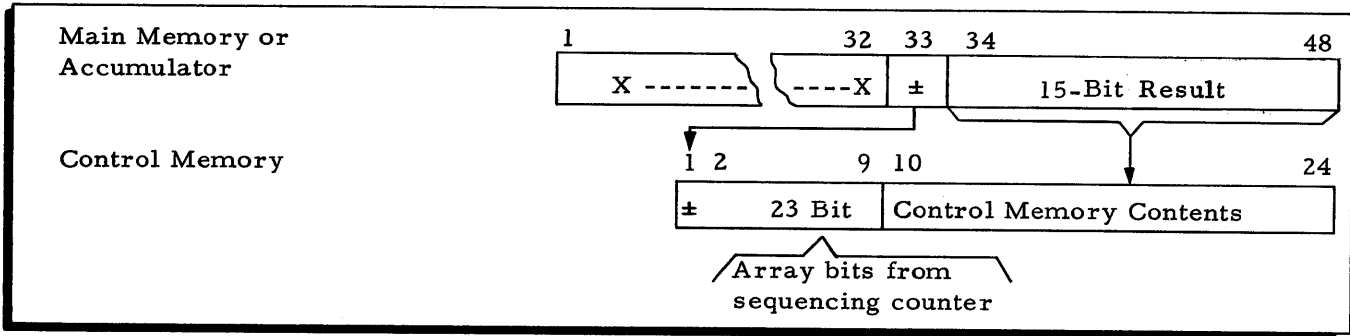 Main Memory or
Accumulator
1 32 33 34 48
X ------- ----X ± 15-Bit Result
Control Memory
1 2 9 10 24
± 23 Bit Control Memory Contents
Array bits from
sequencing counter